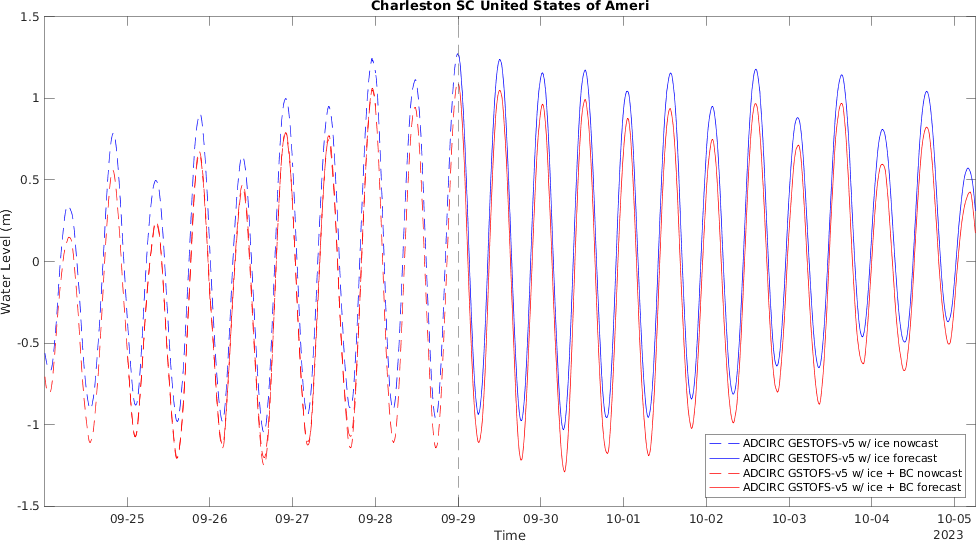 Charleston SC United States of Ameri
1.5
1
0.5
0
-0.5
-1
-1.5
Water Level (m)
ADCIRC GESTOFS-v5 w/ ice nowcast
ADCIRC GESTOFS-v5 w/ ice forecast
ADCIRC GSTOFS-v5 w/ ice + BC nowcast
ADCIRC GSTOFS-v5 w/ ice + BC forecast
09-25 09-26 09-27 09-28 09-29 09-30 10-01 10-02 10-03 10-04 10-05
Time 2023